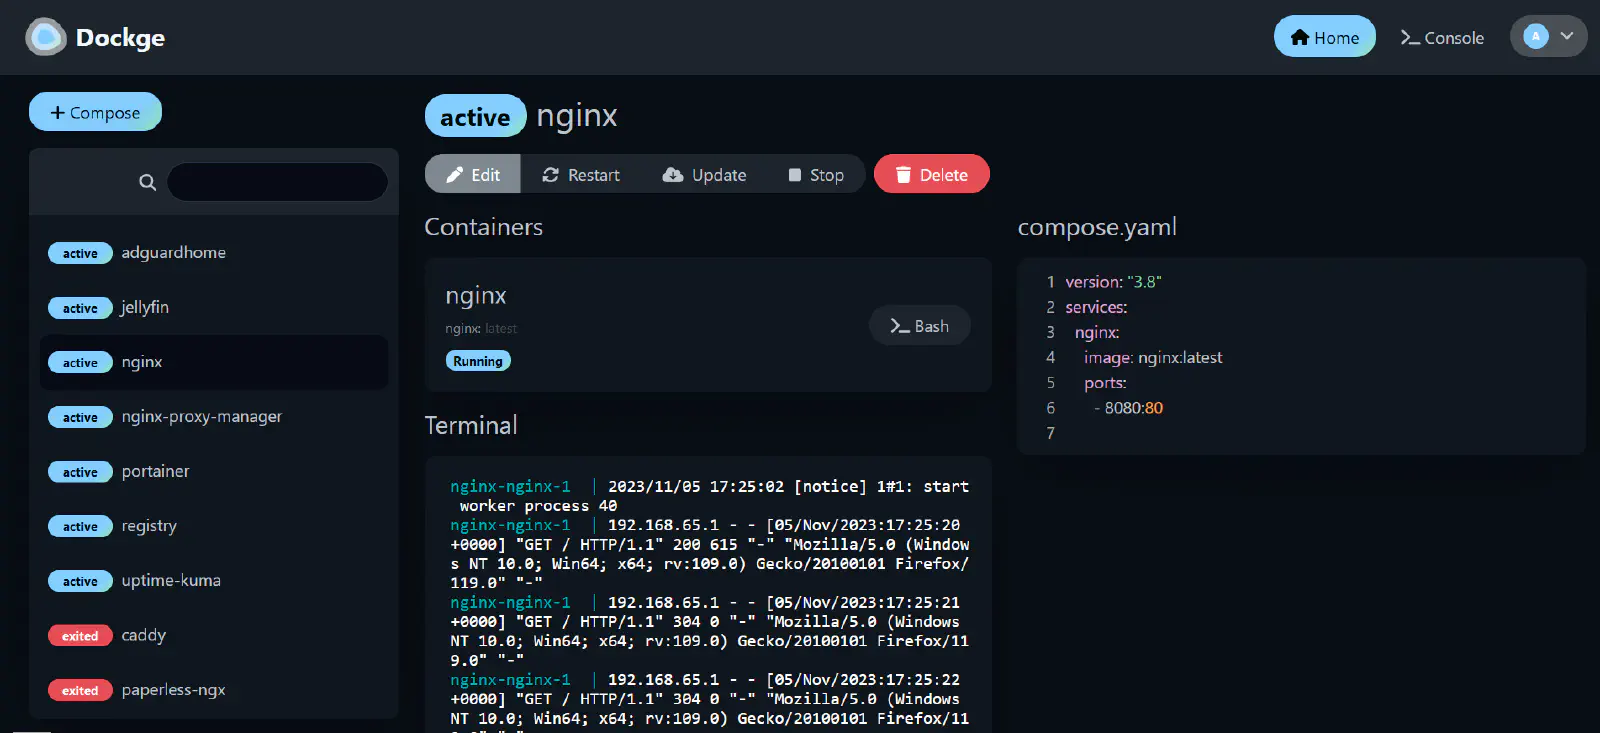 Dockge
Home
Console
A
+ Compose
active adguardhome
active jellyfin
active nginx
active nginx-proxy-manager
active portainer
active registry
active uptime-kuma
exited caddy
exited paperless-ngx
active nginx
Edit Restart Update Stop Delete
Containers
nginx
nginx: latest
Running
>_ Bash
Terminal
nginx-nginx-1 | 2023/11/05 17:25:02 [notice] 1#1: start
worker process 40
nginx-nginx-1 | 192.168.65.1 - - [05/Nov/2023:17:25:20
+0000] "GET / HTTP/1.1" 200 615 "-" "Mozilla/5.0 (Window
s NT 10.0; Win64; x64; rv:109.0) Gecko/20100101 Firefox/
119.0" "-"
nginx-nginx-1 | 192.168.65.1 - - [05/Nov/2023:17:25:21
+0000] "GET / HTTP/1.1" 304 0 "-" "Mozilla/5.0 (Windows
NT 10.0; Win64; x64; rv:109.0) Gecko/20100101 Firefox/11
9.0" "-"
nginx-nginx-1 | 192.168.65.1 - - [05/Nov/2023:17:25:22
+0000] "GET / HTTP/1.1" 304 0 "-" "Mozilla/5.0 (Windows
NT 10.0; Win64; x64; rv:109.0) Gecko/20100101 Firefox/11
compose.yaml
1 version: "3.8"
2 services:
3 nginx:
4 image: nginx:latest
5 ports:
6 - 8080:80
7